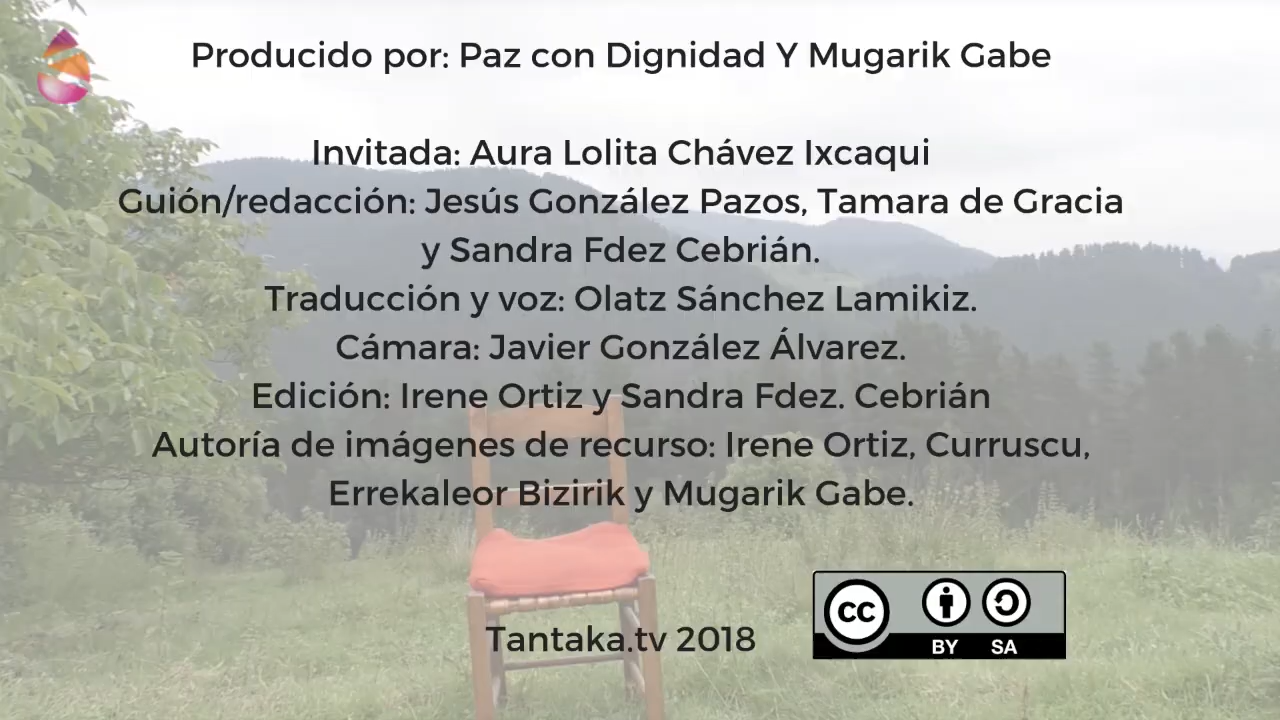 Producido por: Paz con Dignidad Y Mugarik Gabe
Invitada: Aura Lolita Chávez Ixcaqui
Guión/redacción: Jesús González Pazos, Tamara de Gracia
y Sandra Fdez Cebrián.
Traducción y voz: Olatz Sánchez Lamikiz.
Cámara: Javier González Álvarez.
Edición: Irene Ortiz y Sandra Fdez. Cebrián
Autoría de imágenes de recurso: Irene Ortiz, Curruscu,
Errekaleor Bizirik y Mugarik Gabe.
Tantaka.tv 2018
cc
BY SA